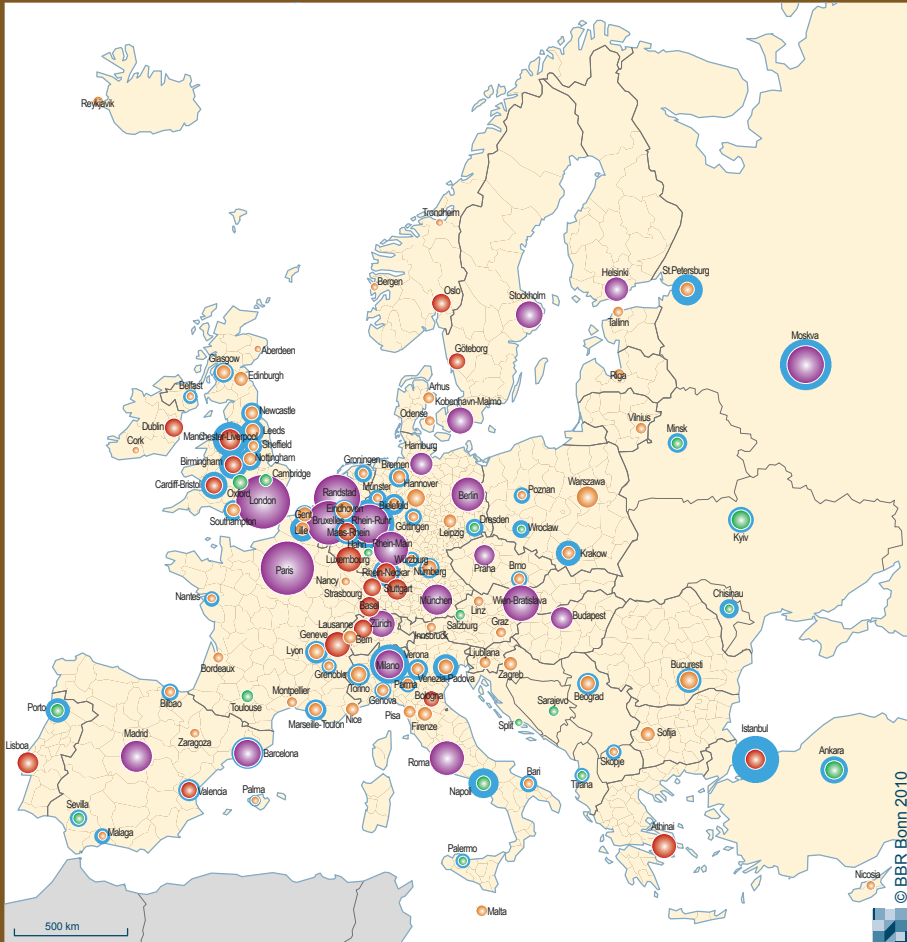 Reykjavik
Trondheim
Bergen
Oslo
Stockholm
Helsinki
St.Petersburg
Tallinn
Moskva
Göteborg
Riga
Aberdeen
Glasgow
Edinburgh
Belfast
Arhus
Kobenhavn-Malmö
Odense
Vilnius
Minsk
Newcastle
Dublin
Leeds
Manchester-Liverpool
Cork
Sheffield
Nottingham
Birmingham
Hamburg
Groningen
Bremen
Cambridge
Cardiff-Bristol
Oxford
London
Southampton
Randstad
Münster
Hannover
Bielefeld
Berlin
Poznan
Warszawa
Gent
Eindhoven
Bruxelles
Rhein-Ruhr
Göttingen
Lille
Maas-Rhein
Leipzig
Dresden
Wroclaw
Kyiv
Hahn
Rhein-Main
Luxembourg
Würzburg
Praha
Krakow
Paris
Rhein-Neckar
Nürnberg
Brno
Nancy
Strasbourg
Stuttgart
Nantes
Basel
München
Linz
Wien-Bratislava
Chisinau
Salzburg
Budapest
Lausanne
Zürich
Geneve
Bern
Innsbruck
Graz
Lyon
Bordeaux
Verona
Ljubliana
Milano
Venezia-Padova
Zagreb
Bucuresti
Grenoble
Torino
Parma
Bilbao
Montpellier
Genova
Bologna
Beograd
Porto
Toulouse
Sarajevo
Marseille-Toulon
Nice
Pisa
Firenze
Split
Madrid
Zaragoza
Sofija
Istanbul
Lisboa
Barcelona
Roma
Skopje
Ankara
Napoli
Bari
Tirana
Valencia
Palma
Sevilla
Malaga
Athinai
Palermo
Nicosia
Malta
500 km
© BBR Bonn 2010